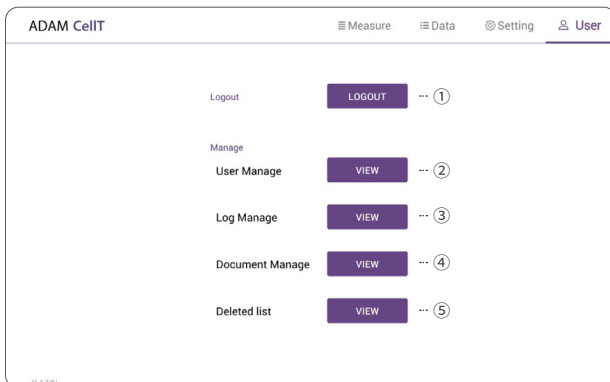 ADAM CellT
Measure Data Setting User
Logout LOGOUT ··· ①
Manage
User Manage VIEW ··· ②
Log Manage VIEW ··· ③
Document Manage VIEW ··· ④
Deleted list VIEW ··· ⑤